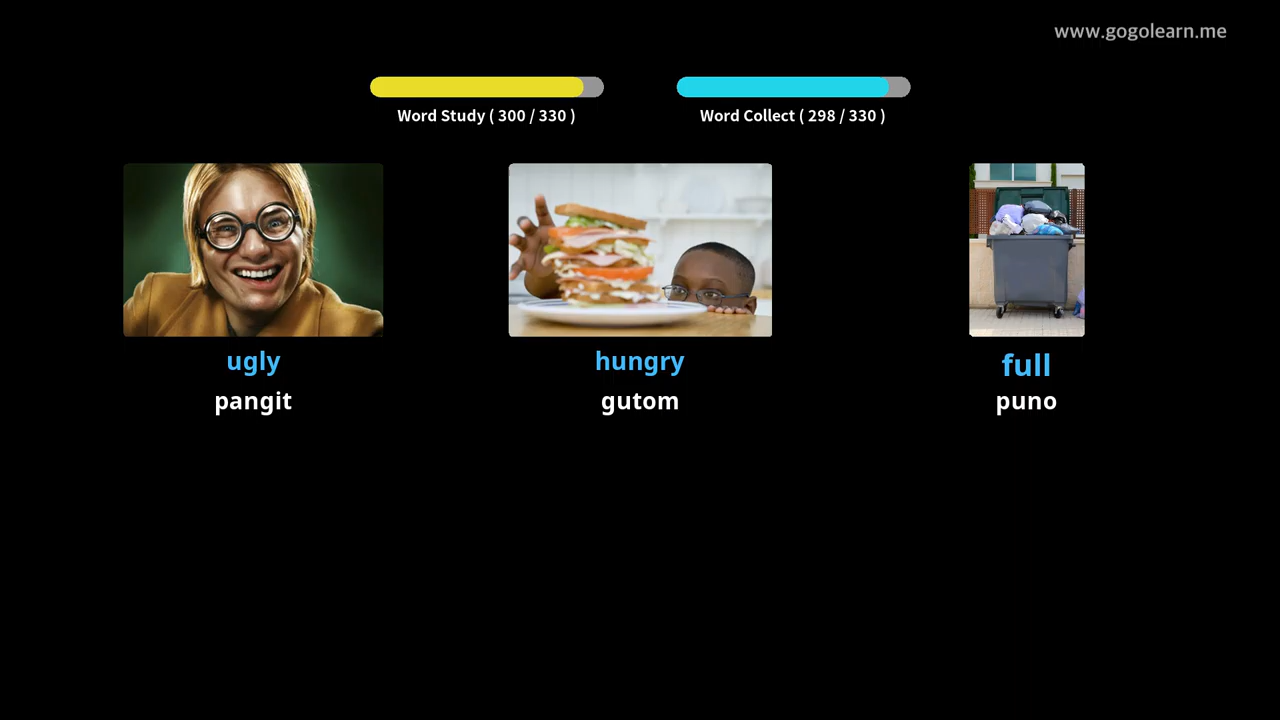 www.gogolearn.me
Word Study ( 300 / 330 )
Word Collect ( 298 / 330 )
ugly
hungry
full
pangit
gutom
puno